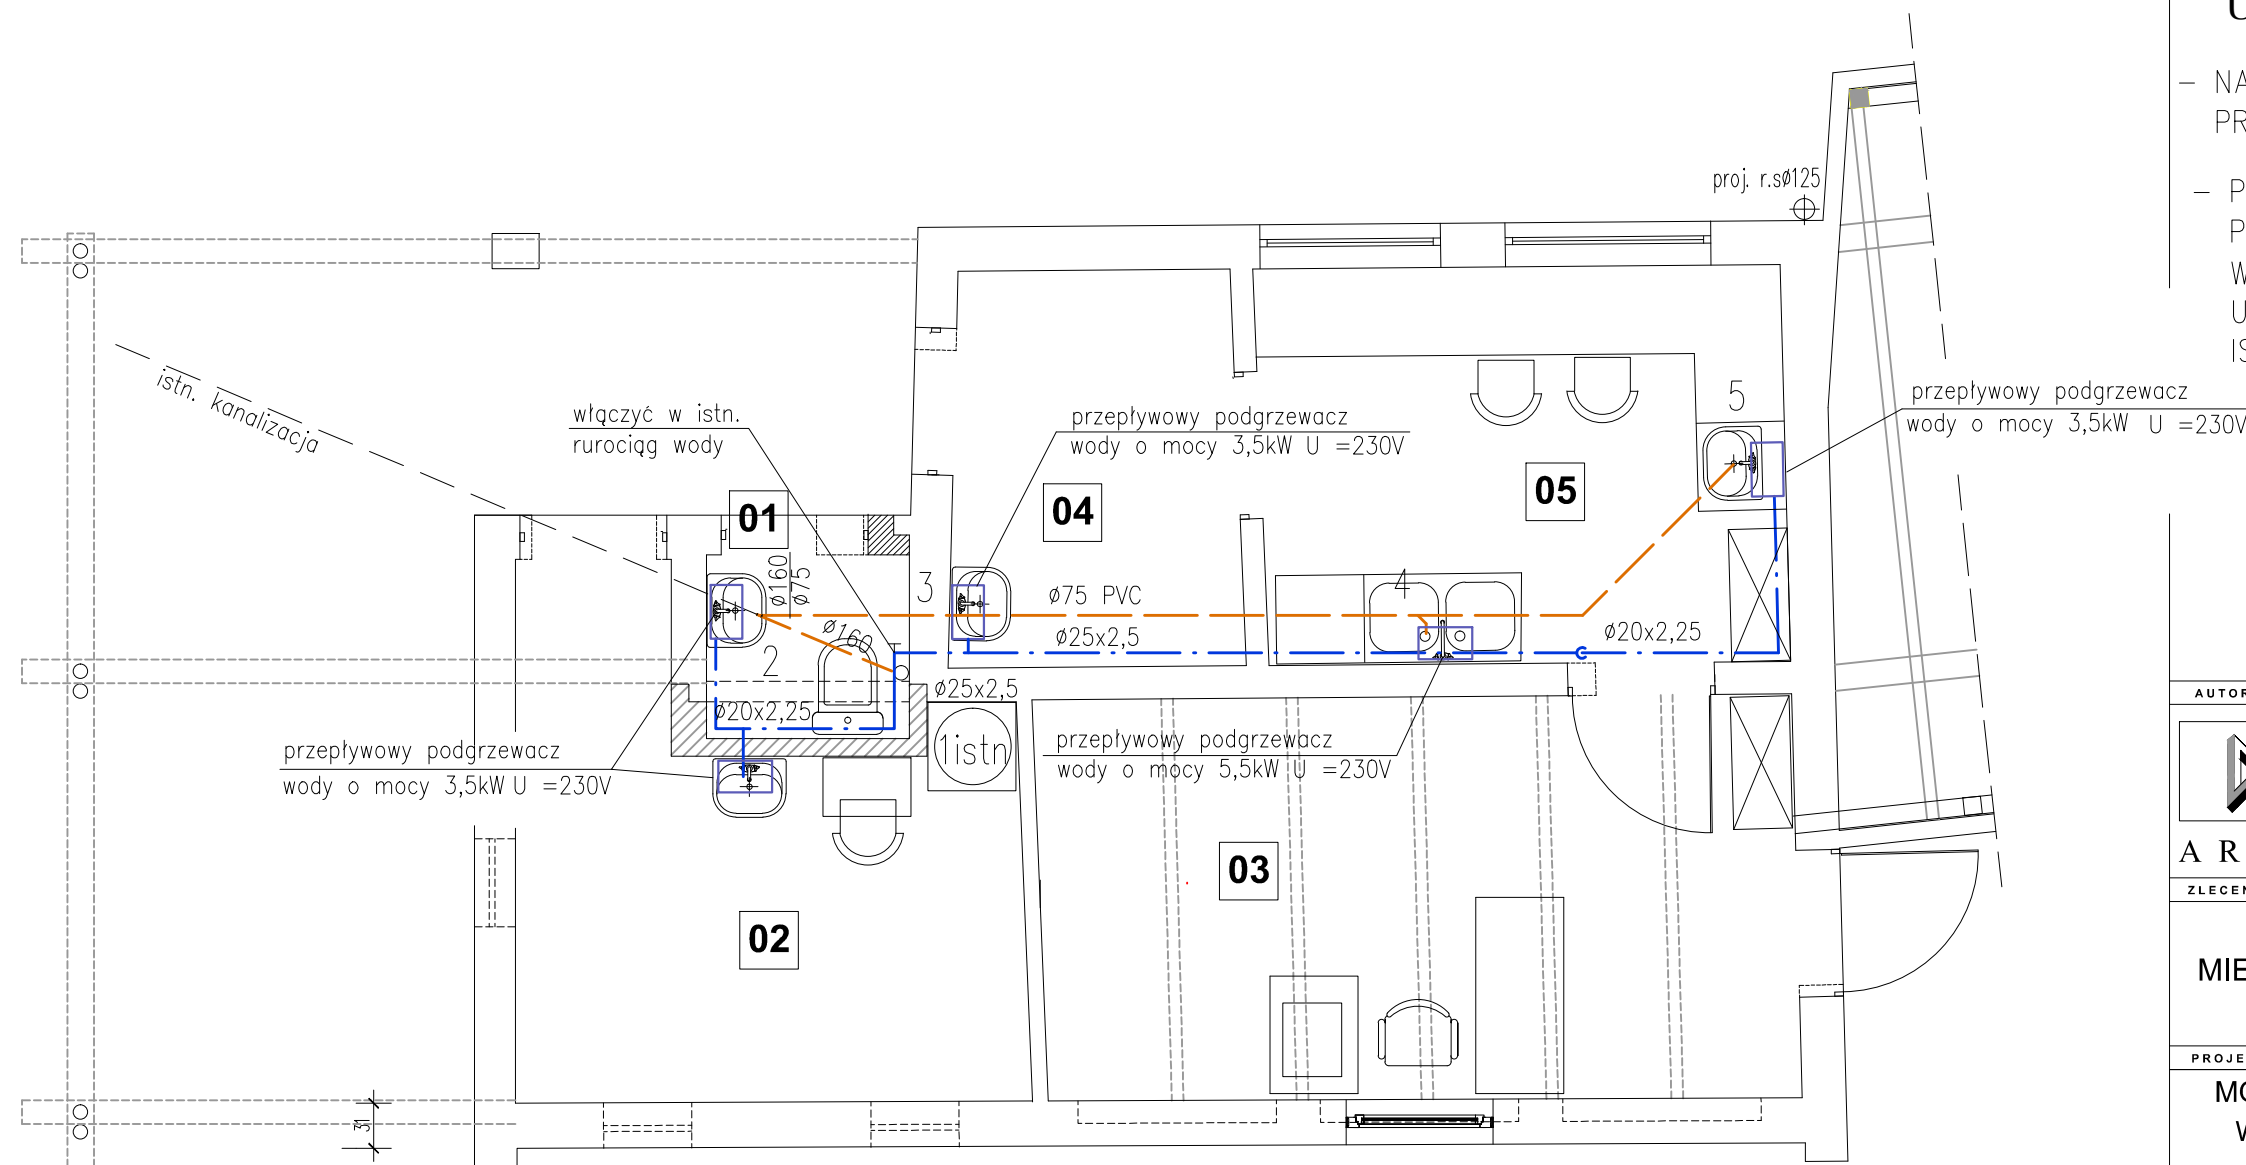 U
– NA
PR
– P
P
W
U
IS
proj. r.sø125
istn. kanalizacja
włączyć w istn.
rurociąg wody
przepływowy podgrzewacz
wody o mocy 3,5kW U =230V
przepływowy podgrzewacz
wody o mocy 3,5kW U =230V
5
01
04
05
ø160
ø75
3
ø75 PVC
4
ø160
ø25x2,5
ø20x2,25
2
ø25x2,5
ø20x2,25
1istn
przepływowy podgrzewacz
wody o mocy 3,5kW U =230V
przepływowy podgrzewacz
wody o mocy 5,5kW U =230V
03
02
31
AUTOR
A R
ZLECEN
MIE
PROJE
MO
W